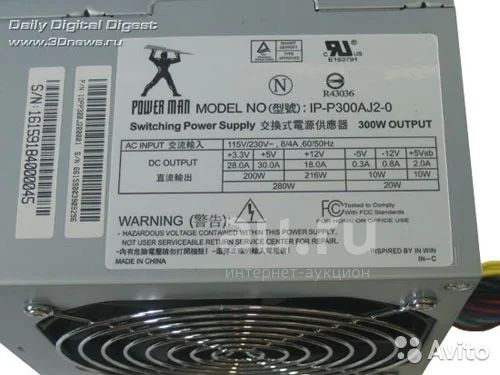 Daily Digital Digest
www.3Dnews.ru
POWER MAN
MODEL NO(型號): IP-P300AJ2-0
Switching Power Supply 交換式電源供應器 300W OUTPUT
E193791
N
R43036
AC INPUT 交流輸入 115V/230V~, 8/4A, 60/50Hz
DC OUTPUT 直流輸出
+3.3V +5V +12V -5V -12V +5Vsb
28.0A 30.0A 18.0A 0.3A 0.8A 2.0A
200W 216W 10W 10W
280W 20W
WARNING (警告)
- HAZARDOUS VOLTAGE CONTAINED WITHIN THIS POWER SUPPLY.
NOT USER SERVICEABLE RETURN SERVICE CENTER FOR REPAIR.
MADE IN CHINA
FC Tested to Comply
With FCC Standards
FOR HOME OR OFFICE USE
INSPIRED BY IN WIN
IN-C
S/N:16159184000045
интернет-аукцион
Avito